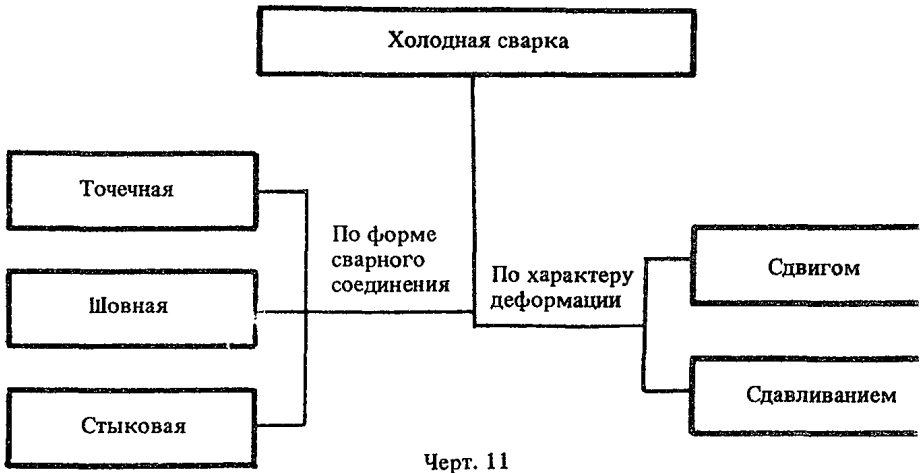 Холодная сварка
Точечная
Шовная
Стыковая
По форме
сварного
соединения
По характеру
деформации
Сдвигом
Сдавливанием
Черт. 11